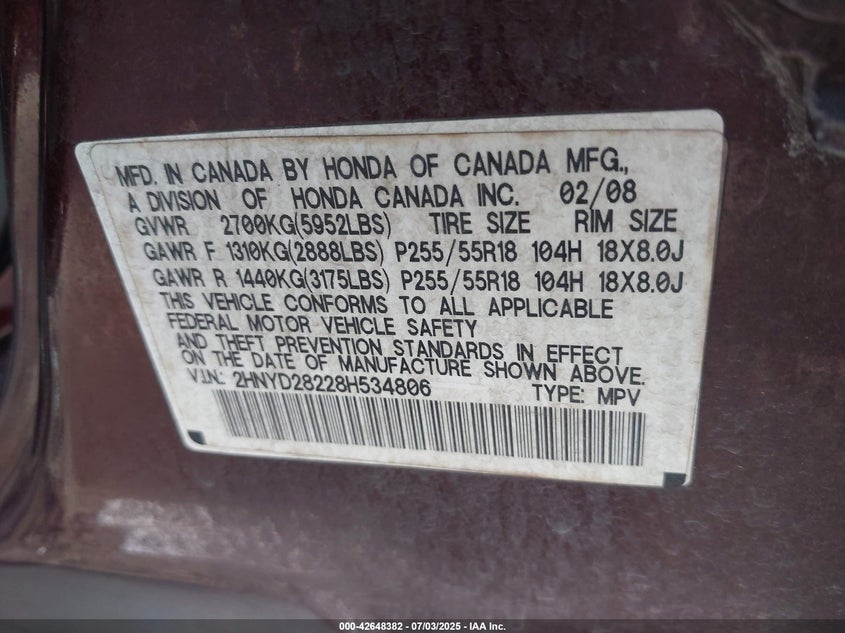 MFD. IN CANADA BY HONDA OF CANADA MFG.,
A DIVISION OF HONDA CANADA INC. 02/08
GVWR 2700KG(5952LBS) TIRE SIZE RIM SIZE
GAWR F 1310KG(2888LBS) P255/55R18 104H 18X8.0J
GAWR R 1440KG(3175LBS) P255/55R18 104H 18X8.0J
THIS VEHICLE CONFORMS TO ALL APPLICABLE
FEDERAL MOTOR VEHICLE SAFETY
AND THEFT PREVENTION STANDARDS IN EFFECT
ON THE DATE OF MANUFACTURE SHOWN ABOVE.
V.I.N.: 2HNYD28228H534806 TYPE: MPV
000-42648382 - 07/03/2025 - IAA Inc.